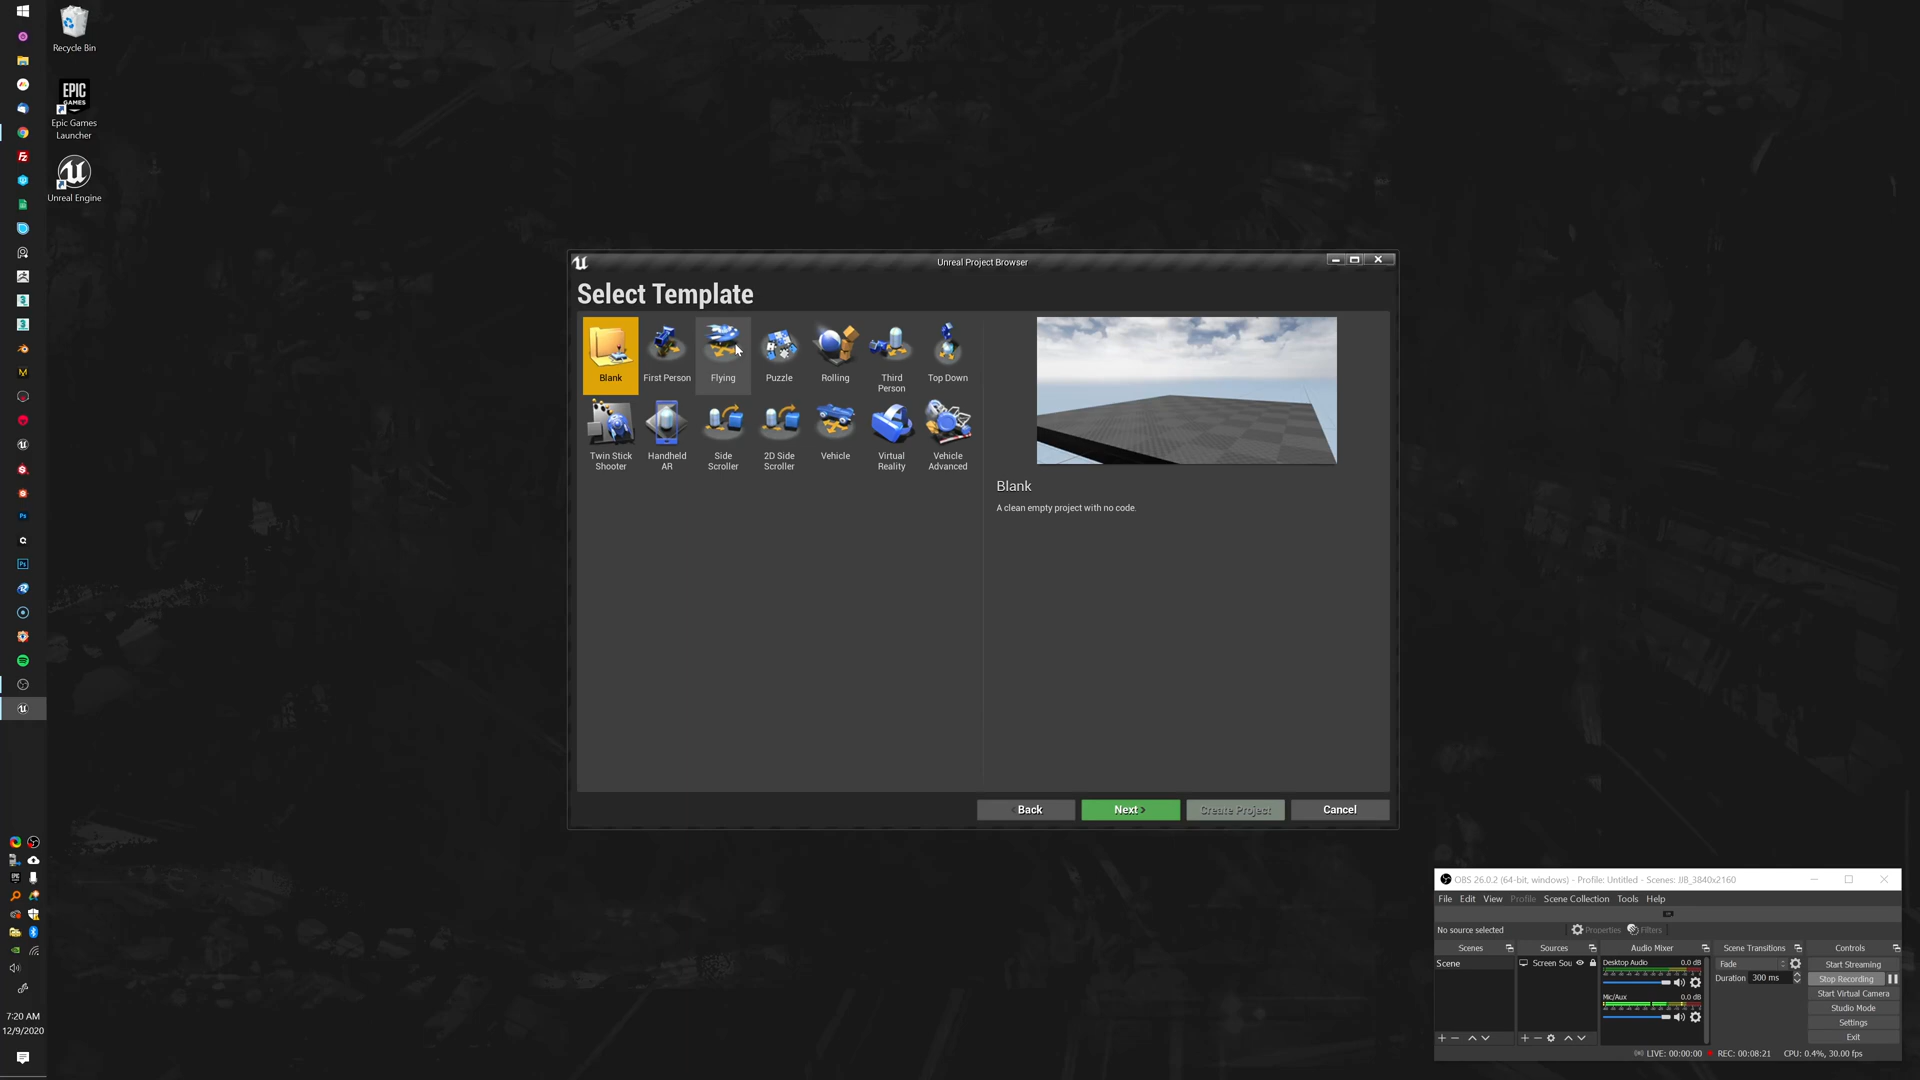 Recycle Bin
EPIC
GAMES
Epic Games
Launcher
Unreal Engine
Unreal Project Browser
Select Template
Blank
First Person
Flying
Puzzle
Rolling
Third
Person
Top Down
Twin Stick
Shooter
Handheld
AR
Side
Scroller
2D Side
Scroller
Vehicle
Virtual
Reality
Vehicle
Advanced
Blank
A clean empty project with no code.
Back
Next >
Create Project
Cancel
Ps
Ps
7:20 AM
12/9/2020
OBS 26.0.2 (64-bit, windows) - Profile: Untitled - Scenes: JJB_3840x2160
File Edit View Profile Scene Collection Tools Help
No source selected
Properties
Filters
Scenes
Sources
Audio Mixer
Scene Transitions
Controls
Scene
Screen Sou
Desktop Audio 0.0 dB
Mic/Aux 0.0 dB
Fade
Duration 300 ms
Start Streaming
Stop Recording
Start Virtual Camera
Studio Mode
Settings
Exit
LIVE: 00:00:00
REC: 00:08:21
CPU: 0.4%, 30.00 fps